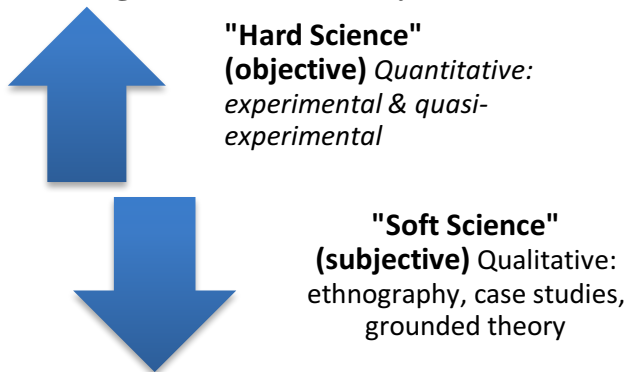 "Hard Science"
(objective) Quantitative:
experimental & quasi-
experimental
"Soft Science"
(subjective) Qualitative:
ethnography, case studies,
grounded theory